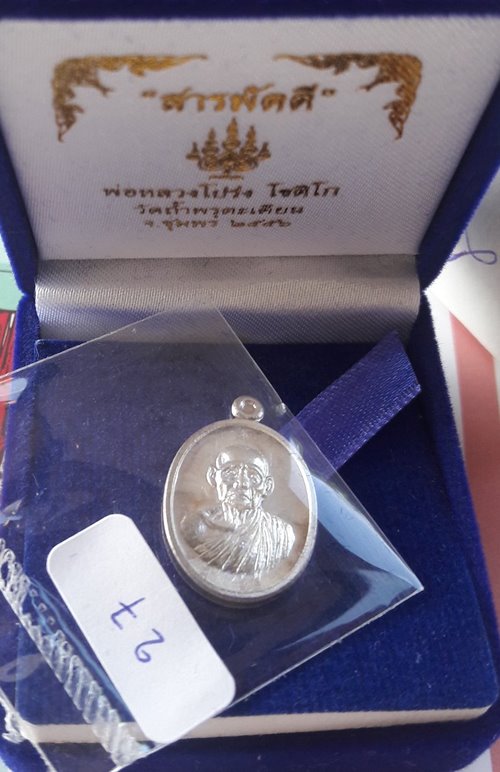 "สารพัดดี"
พ่อหลวงโปร่ง โชติโก
วัดถ้ำพรุตะเคียน
จ.ชุมพร ๒๕๕๖
27